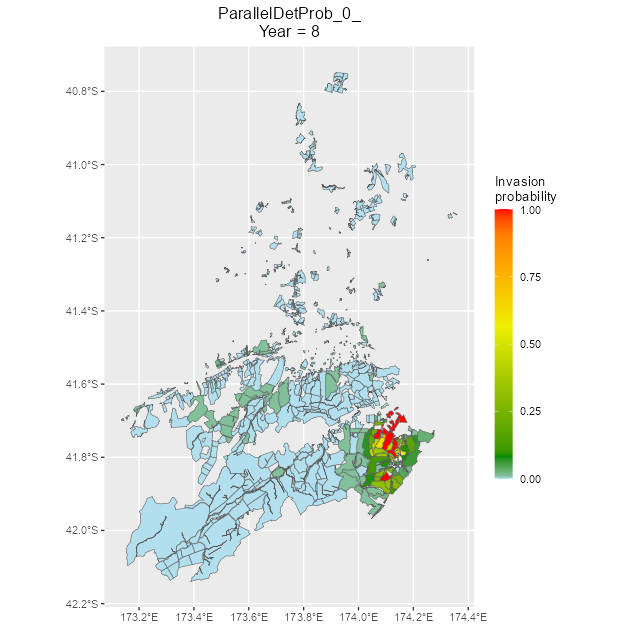 ParallelDetProb_0_
Year = 8
40.8°S
41.0°S
41.2°S
41.4°S
41.6°S
41.8°S
42.0°S
42.2°S
173.2°E 173.4°E 173.6°E 173.8°E 174.0°E 174.2°E 174.4°E
Invasion
probability
1.00
0.75
0.50
0.25
0.00